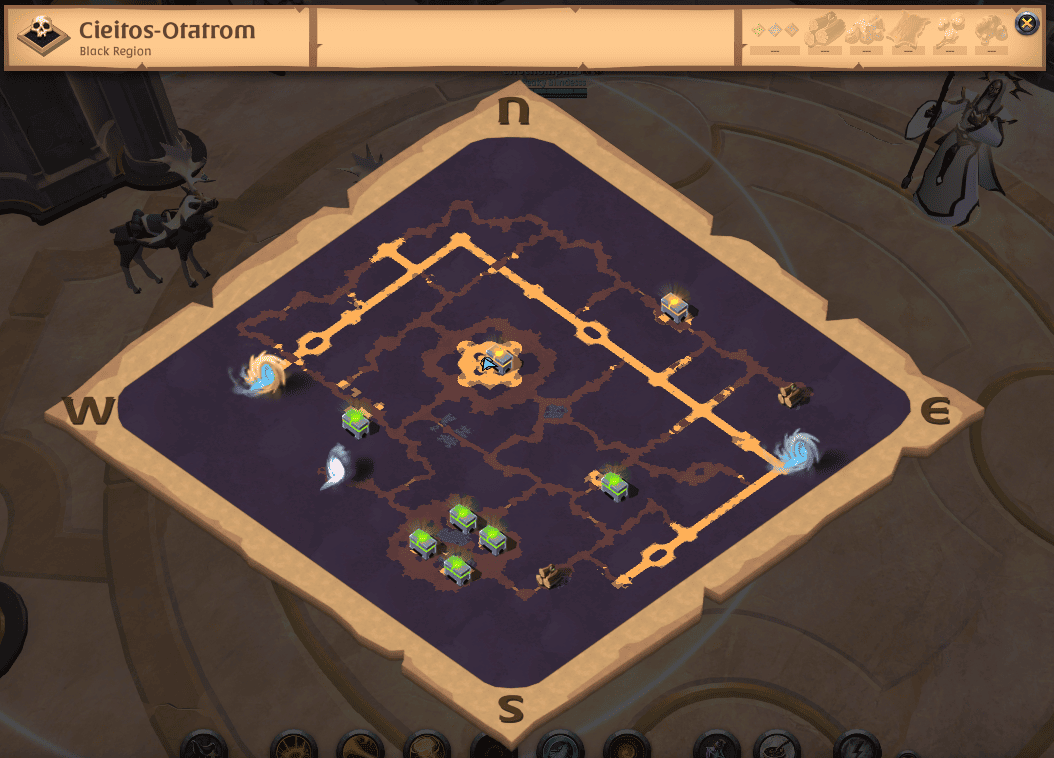 Cieitos-Otatrom
Black Region
--- --- --- --- --- ---
N
W
E
S